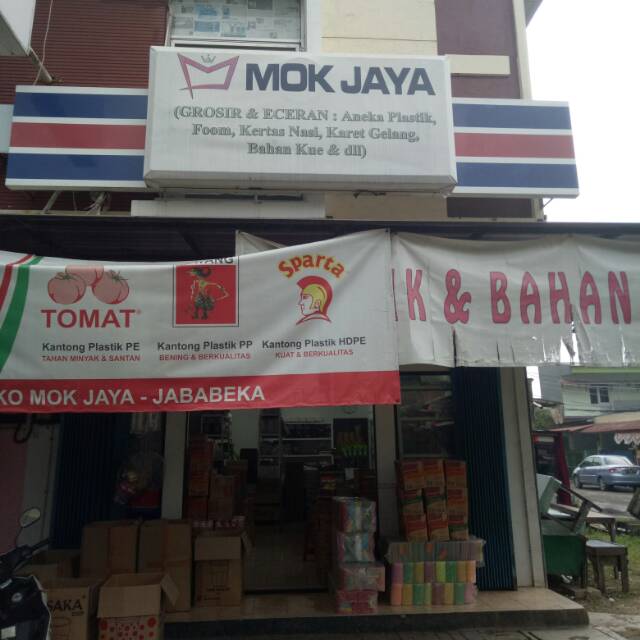 MOK JAYA
(GROSIR & ECERAN : Aneka Plastik,
Foom, Kertas Nasi, Karet Gelang,
Bahan Kue & dll)
TOMAT
Kantong Plastik PE
TAHAN MINYAK & SANTAN
Kantong Plastik PP
BENING & BERKUALITAS
Sparta
Kantong Plastik HDPE
KUAT & BERKUALITAS
KO MOK JAYA - JABABEKA
K & BAHAN